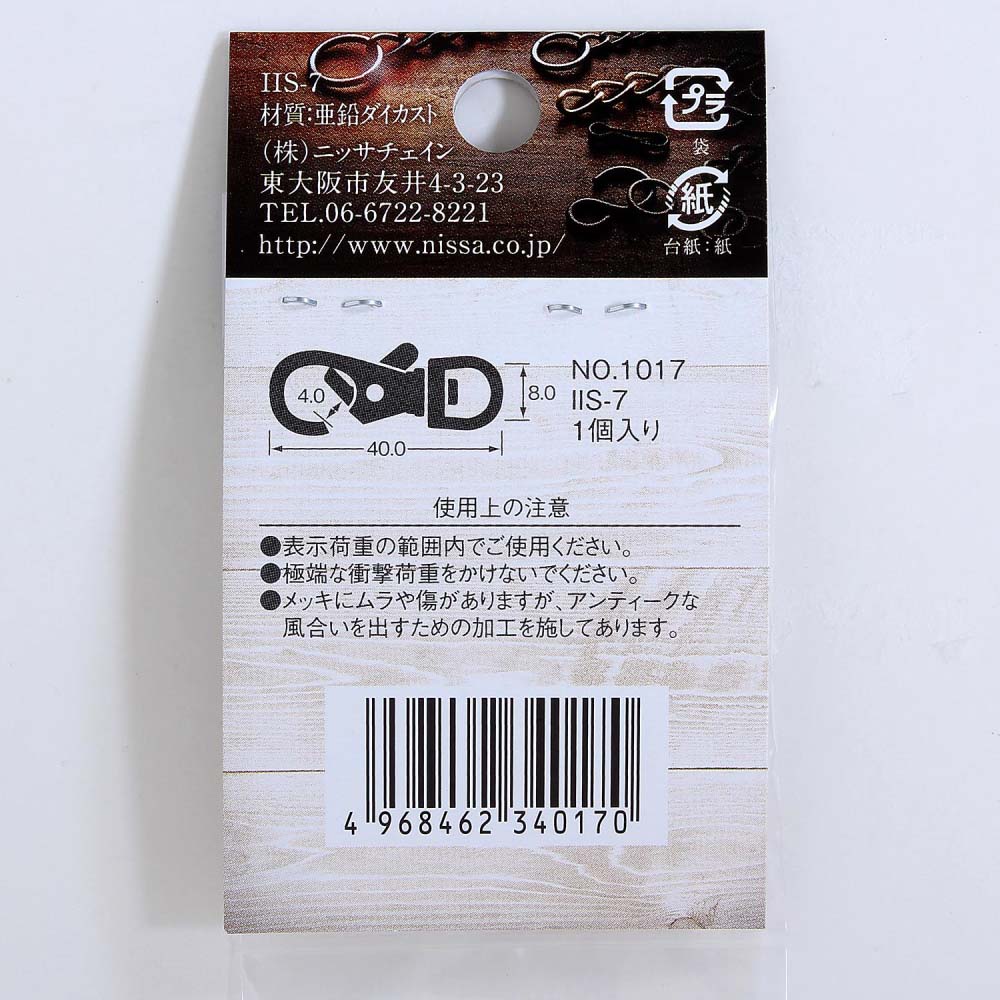 IIS-7
材質:亜鉛ダイカスト
(株)ニッサチェイン
東大阪市友井4-3-23
TEL.06-6722-8221
http://www.nissa.co.jp/
プラ
袋
紙
台紙:紙
4.0
8.0
40.0
NO.1017
IIS-7
1個入り
使用上の注意
●表示荷重の範囲内でご使用ください。
●極端な衝撃荷重をかけないでください。
●メッキにムラや傷がありますが、アンティークな
風合いを出すための加工を施してあります。
4 968462 340170